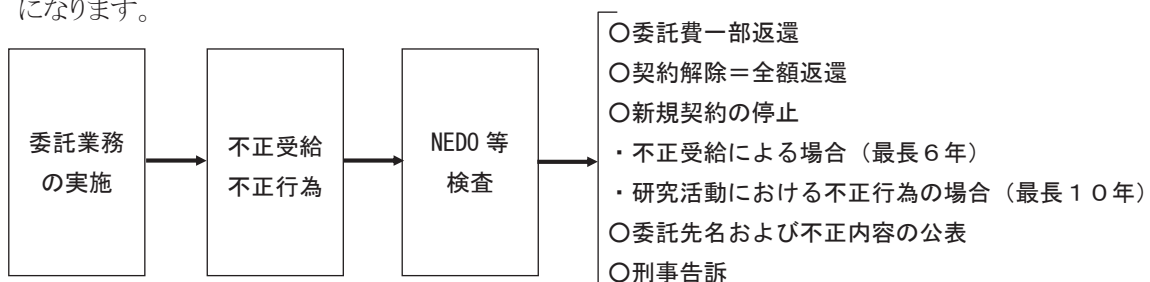 になります。
委託業務
の実施
不正受給
不正行為
NEDO 等
検査
○委託費一部返還
○契約解除=全額返還
○新規契約の停止
・不正受給による場合(最長６年)
・研究活動における不正行為の場合(最長１０年)
○委託先名および不正内容の公表
○刑事告訴